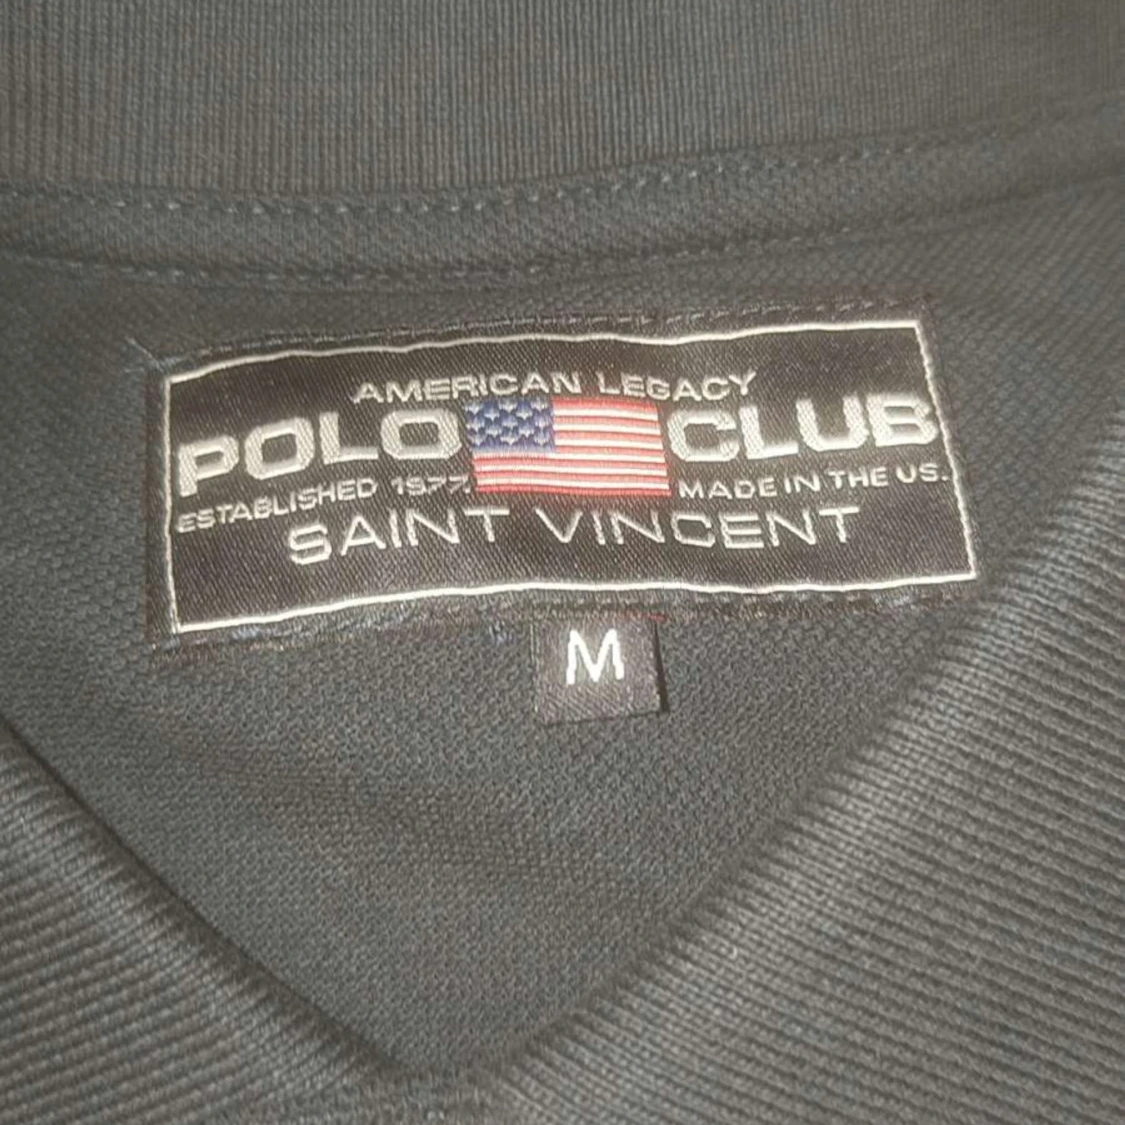 AMERICAN LEGACY
POLO CLUB
ESTABLISHED 1977. MADE IN THE US.
SAINT VINCENT
M